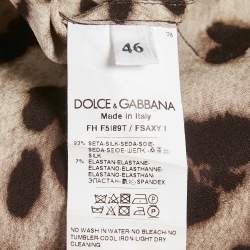 46
DOLCE & GABBANA
Made in Italy
FH F5I89T / FSAXY I
93% SETA-SILK-SEDA-SOIE-
SEDA-SEIDE-SILK-
SILK
7% ELASTAN-ELASTANE-
ELASTANO-ELASTHANNE-
ELASTAN-ELASTHAN-
ЭЛАСТАН- SPANDEX
NO WASH IN WATER-NO BLEACH-NO
TUMBLER-COOL IRON-LIGHT DRY
CLEANING